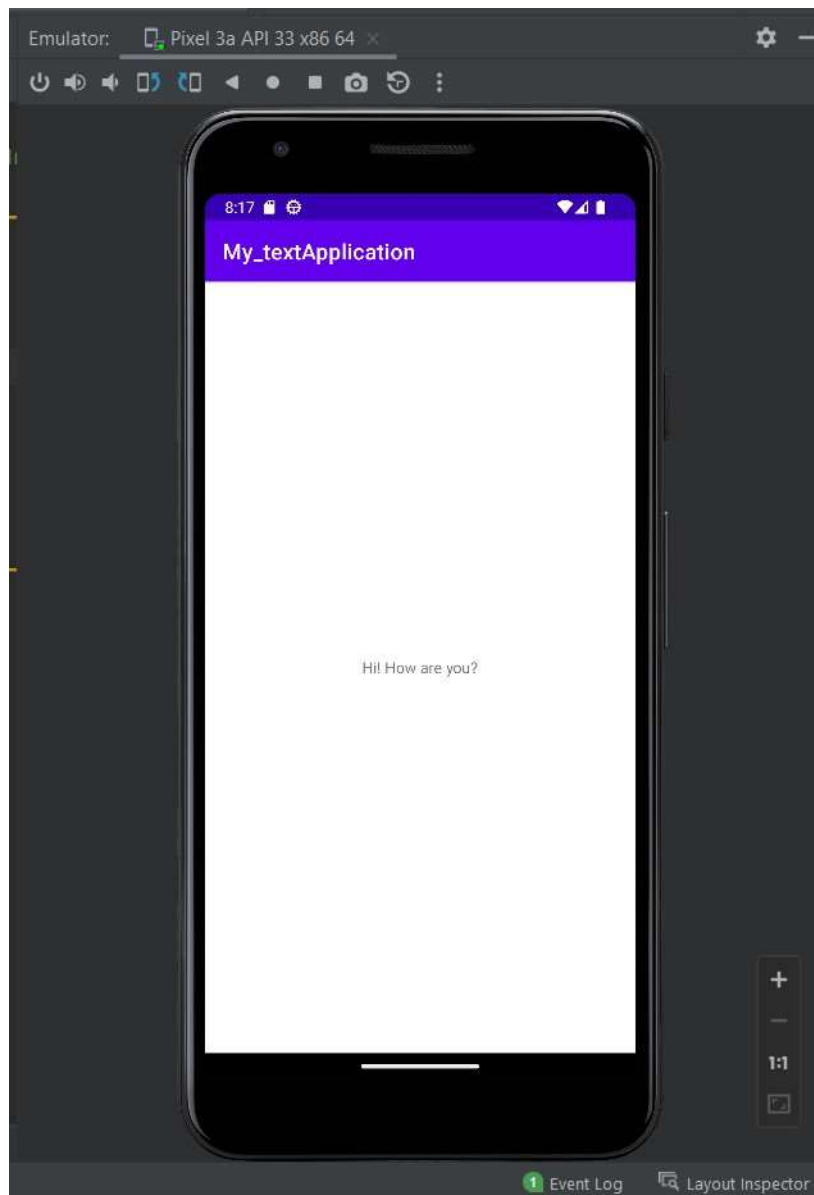 Emulator: Pixel 3a API 33 x86 64
8:17
My_textApplication
Hi! How are you?
1:1
1 Event Log Layout Inspector